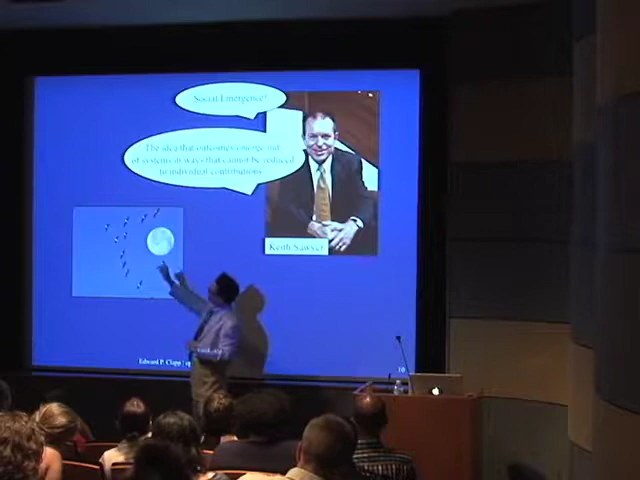 Social Emergence!
The idea that outcomes emerge out
of systems in ways that cannot be reduced
to individual contributions.
Keith Sawyer
Edward P. Clapp |
10